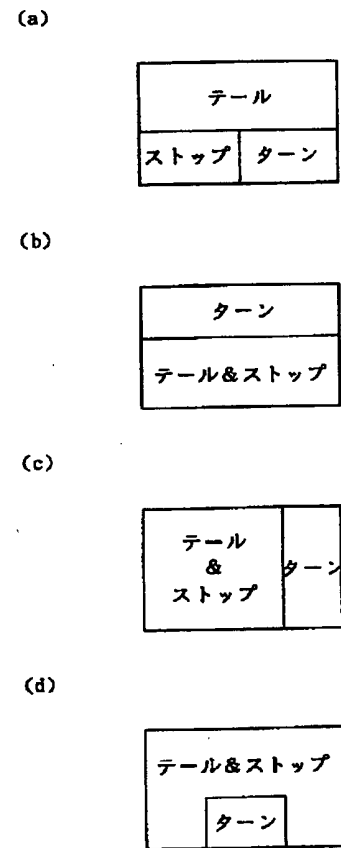 (a)
テール
ストップ ターン
(b)
ターン
テール&ストップ
(c)
テール
&
ストップ
ターン
(d)
テール&ストップ
ターン